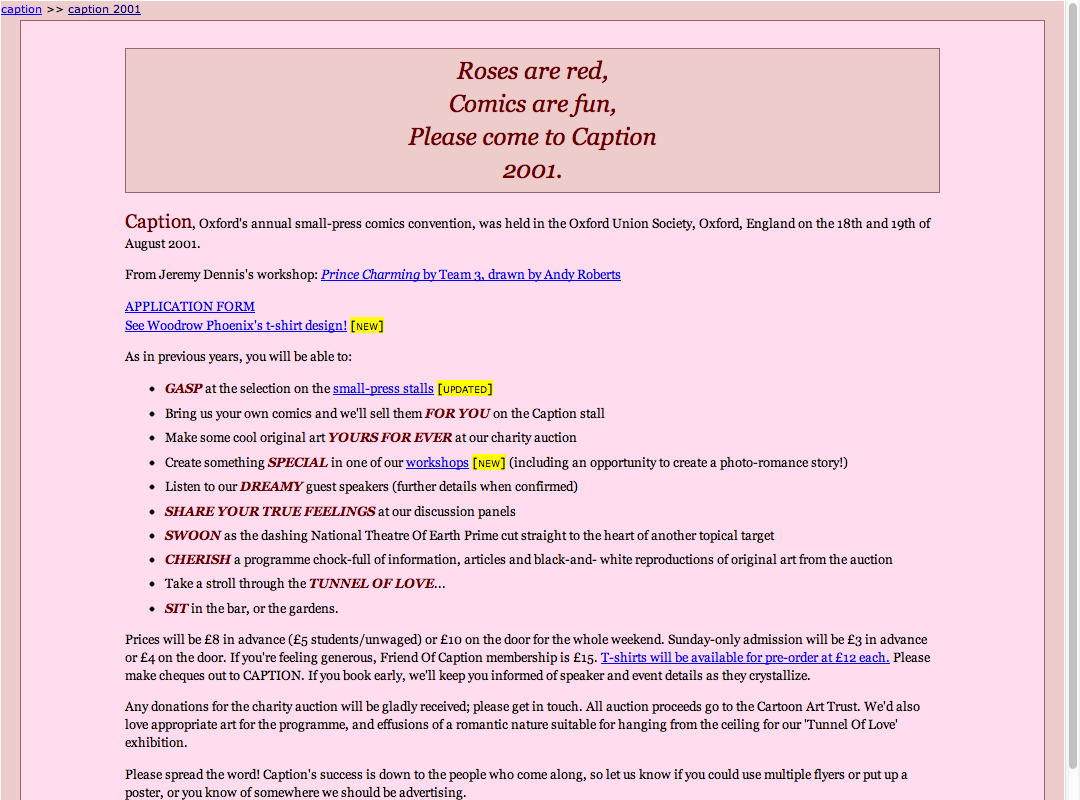 caption >> caption 2001
Roses are red,
Comics are fun,
Please come to Caption
2001.
Caption, Oxford's annual small-press comics convention, was held in the Oxford Union Society, Oxford, England on the 18th and 19th of
August 2001.
From Jeremy Dennis's workshop: Prince Charming by Team 3, drawn by Andy Roberts
APPLICATION FORM
See Woodrow Phoenix's t-shirt design! [NEW]
As in previous years, you will be able to:
• GASP at the selection on the small-press stalls [UPDATED]
• Bring us your own comics and we'll sell them FOR YOU on the Caption stall
• Make some cool original art YOURS FOR EVER at our charity auction
• Create something SPECIAL in one of our workshops [NEW] (including an opportunity to create a photo-romance story!)
• Listen to our DREAMY guest speakers (further details when confirmed)
• SHARE YOUR TRUE FEELINGS at our discussion panels
• SWOON as the dashing National Theatre Of Earth Prime cut straight to the heart of another topical target
• CHERISH a programme chock-full of information, articles and black-and- white reproductions of original art from the auction
• Take a stroll through the TUNNEL OF LOVE...
• SIT in the bar, or the gardens.
Prices will be £8 in advance (£5 students/unwaged) or £10 on the door for the whole weekend. Sunday-only admission will be £3 in advance
or £4 on the door. If you're feeling generous, Friend Of Caption membership is £15. T-shirts will be available for pre-order at £12 each. Please
make cheques out to CAPTION. If you book early, we'll keep you informed of speaker and event details as they crystallize.
Any donations for the charity auction will be gladly received; please get in touch. All auction proceeds go to the Cartoon Art Trust. We'd also
love appropriate art for the programme, and effusions of a romantic nature suitable for hanging from the ceiling for our 'Tunnel Of Love'
exhibition.
Please spread the word! Caption's success is down to the people who come along, so let us know if you could use multiple flyers or put up a
poster, or you know of somewhere we should be advertising.